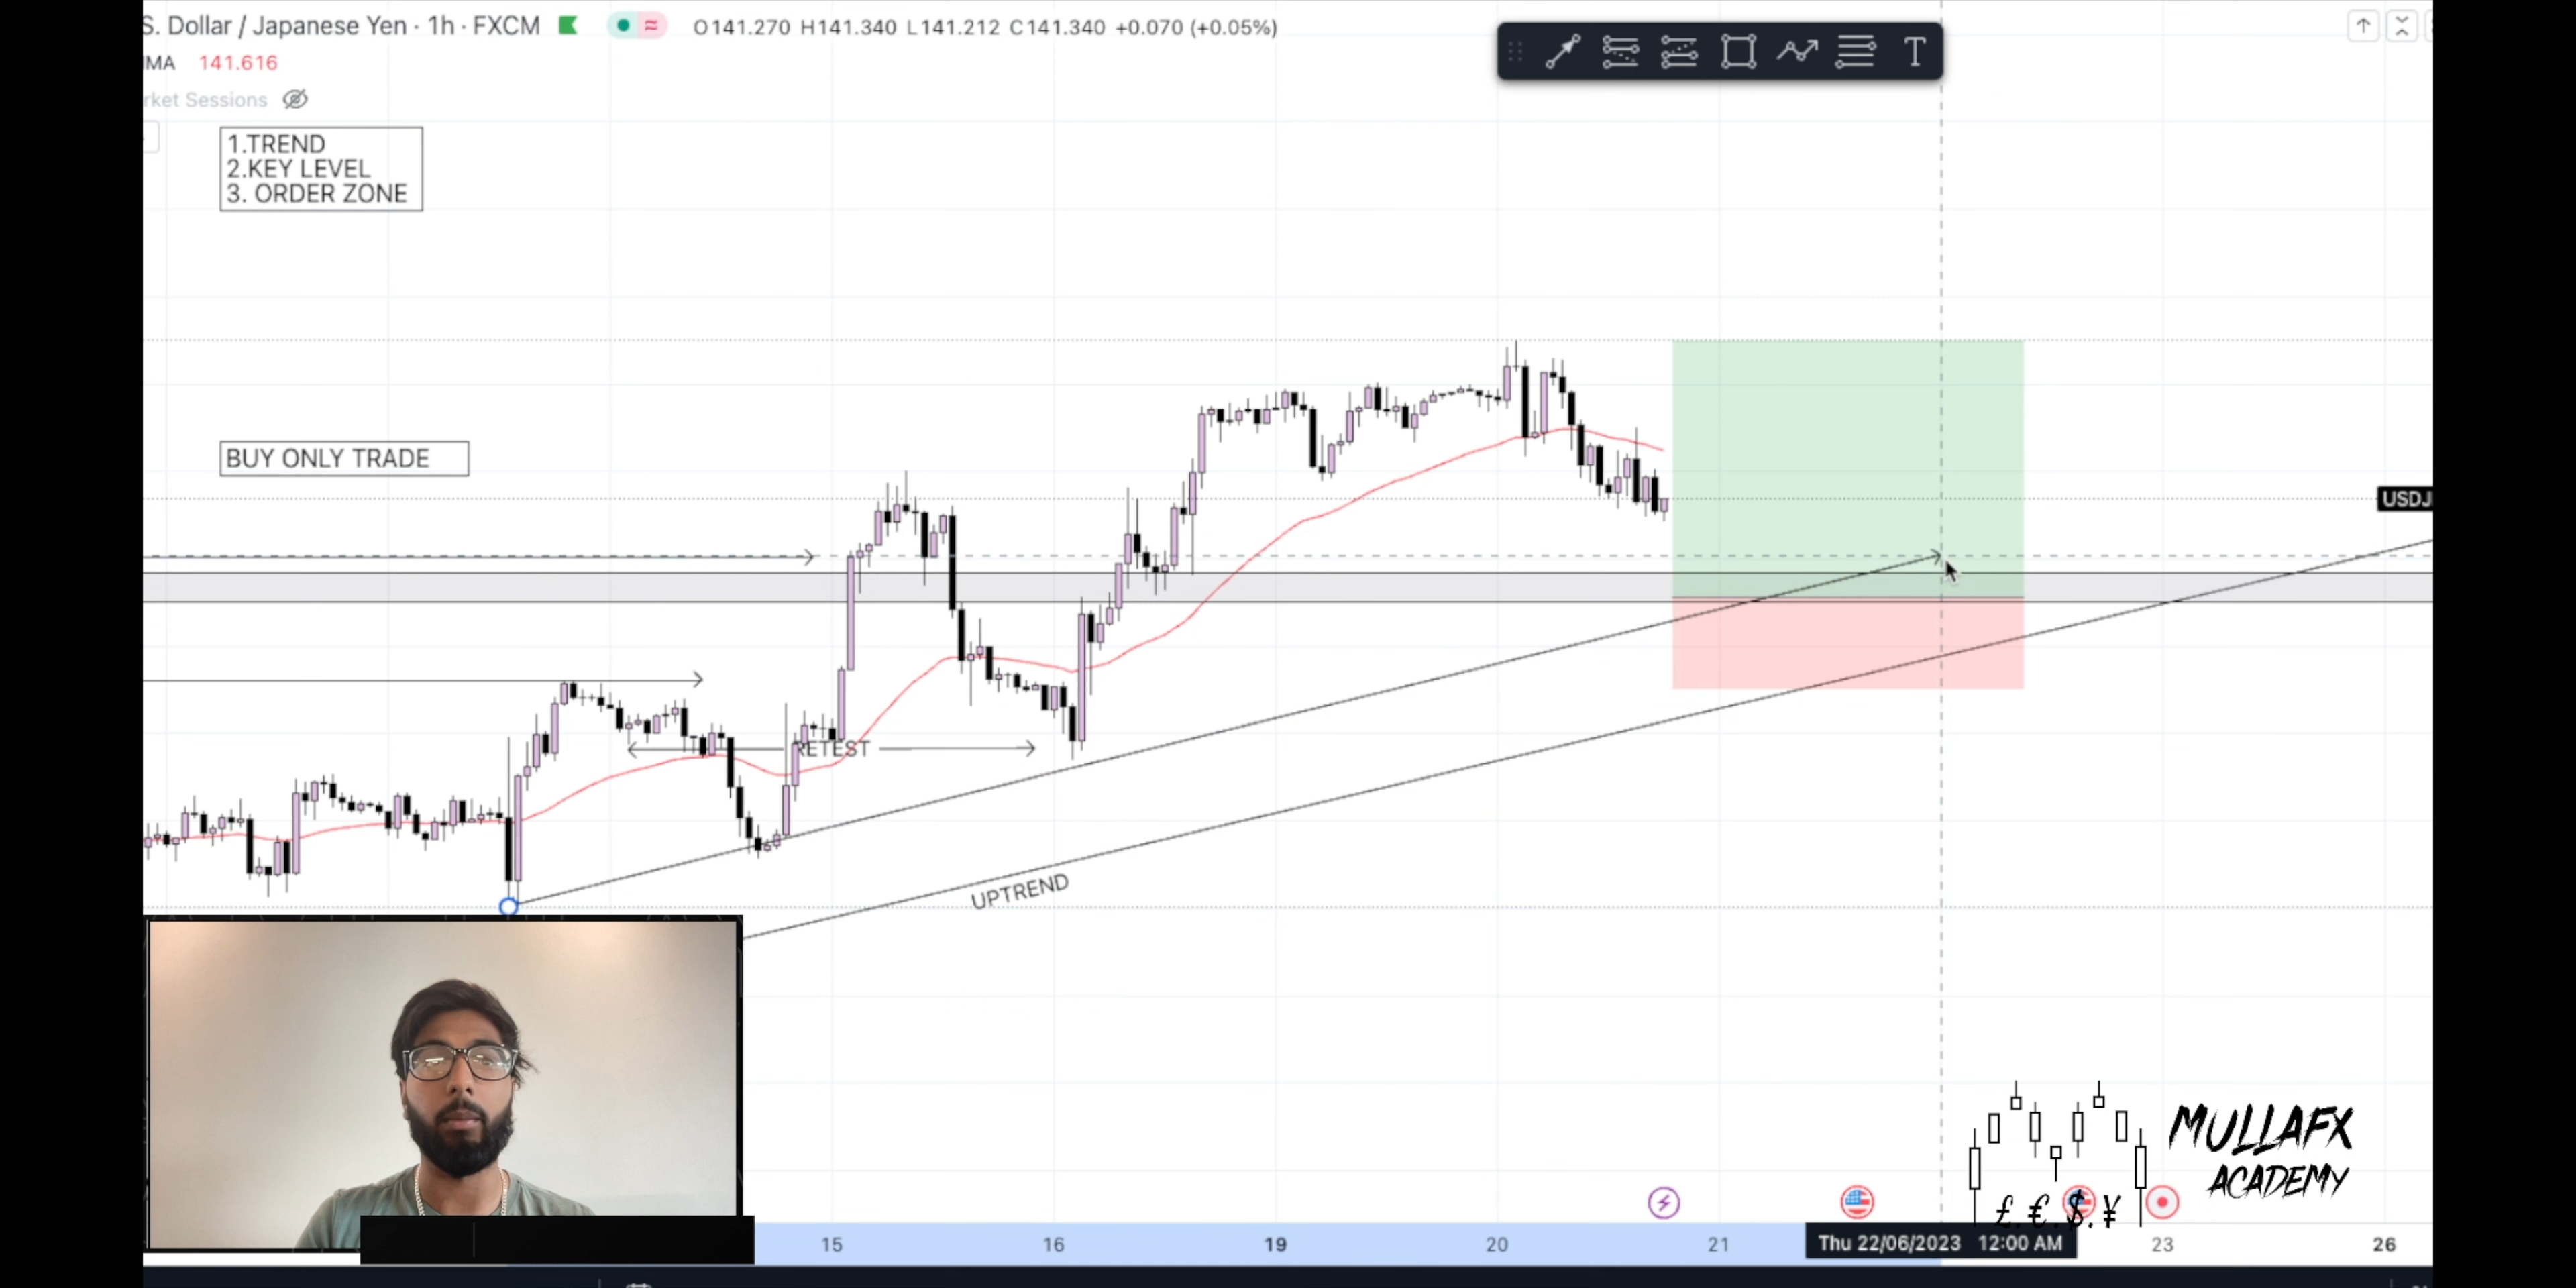 S. Dollar / Japanese Yen · 1h · FXCM O141.270 H141.340 L141.212 C141.340 +0.070 (+0.05%)
MA 141.616
rket Sessions
1.TREND
2.KEY LEVEL
3. ORDER ZONE
BUY ONLY TRADE
USDJ
RETEST
UPTREND
MULLAFX
ACADEMY
£.€.$.¥
15 16 19 20 21 Thu 22/06/2023 12:00 AM 23 26